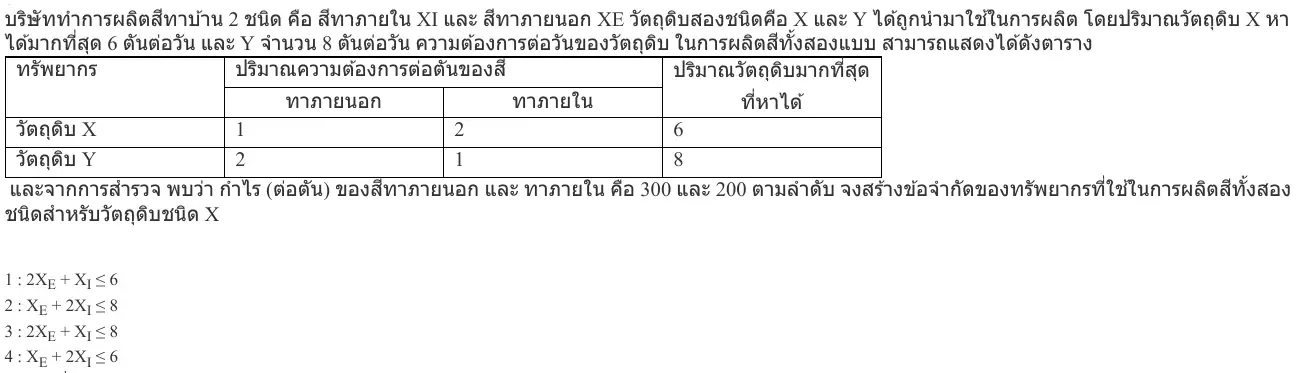 บริษัททำการผลิตสีทาบ้าน 2 ชนิด คือ สีทาภายใน XI และ สีทาภายนอก XE วัตถุดิบสองชนิดคือ X และ Y ได้ถูกนำมาใช้ในการผลิต โดยปริมาณวัตถุดิบ X หา
ได้มากที่สุด 6 ตันต่อวัน และ Y จำนวน 8 ตันต่อวัน ความต้องการต่อวันของวัตถุดิบ ในการผลิตสีทั้งสองแบบ สามารถแสดงได้ดังตาราง
ทรัพยากร ปริมาณความต้องการต่อตันของสี ปริมาณวัตถุดิบมากที่สุด
ทาภายนอก ทาภายใน ที่หาได้
วัตถุดิบ X 1 2 6
วัตถุดิบ Y 2 1 8
และจากการสำรวจ พบว่า กำไร (ต่อตัน) ของสีทาภายนอก และ ทาภายใน คือ 300 และ 200 ตามลำดับ จงสร้างข้อจำกัดของทรัพยากรที่ใช้ในการผลิตสีทั้งสอง
ชนิดสำหรับวัตถุดิบชนิด X
1 : 2X<sub>E</sub> + X<sub>I</sub> ≤ 6
2 : X<sub>E</sub> + 2X<sub>I</sub> ≤ 8
3 : 2X<sub>E</sub> + X<sub>I</sub> ≤ 8
4 : X<sub>E</sub> + 2X<sub>I</sub> ≤ 6